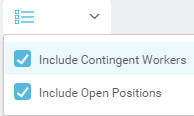 Include Contingent Workers
Include Open Positions